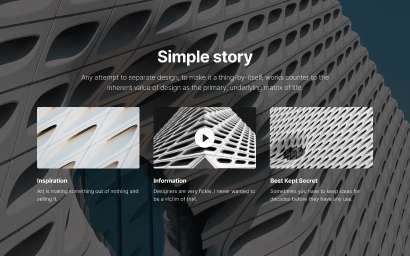 Simple story
Any attempt to separate design, to make it a thing-by-itself, works counter to the
inherent value of design as the primary, underlying matrix of life.
Inspiration
Art is making something out of nothing and
selling it.
Information
Designers are very fickle. I never wanted to
be a victim of that.
Best Kept Secret
Sometimes you have to keep ideas for
decades before they have any use.